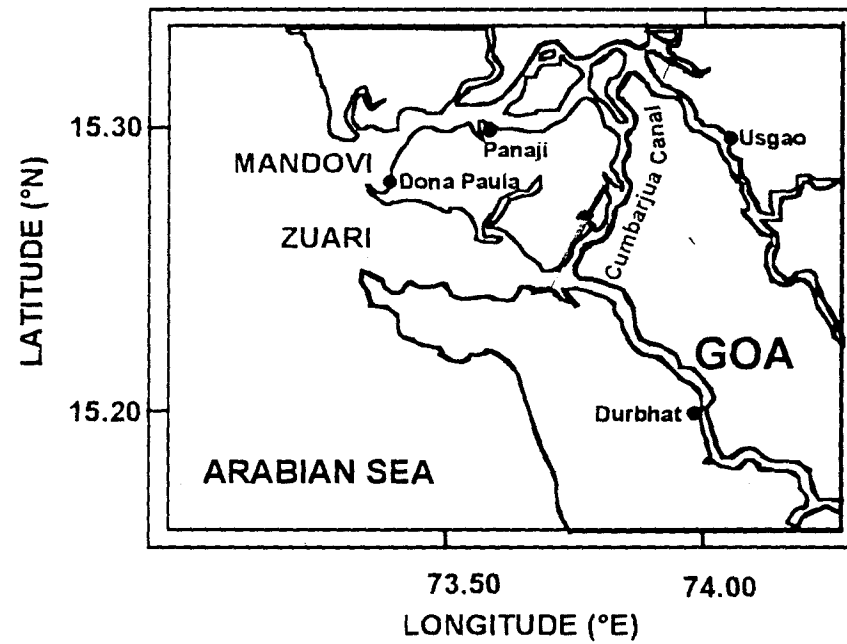 LATITUDE (°N)
15.30
15.20
MANDOVI
Panaji
Dona Paula
ZUARI
Cumbarjua Canal
Usgao
GOA
Durbhat
ARABIAN SEA
73.50
74.00
LONGITUDE (°E)